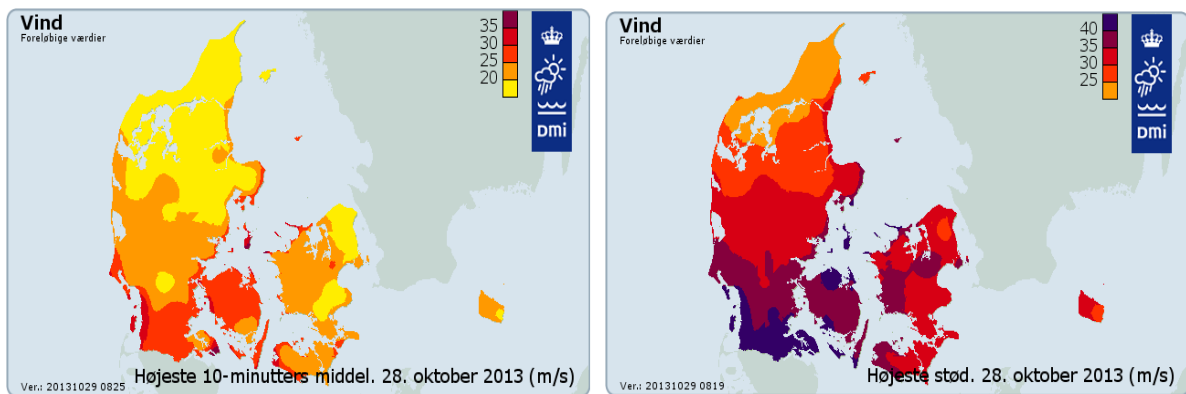 Vind
Foreløbige værdier
35
30
25
20
DMI
Højeste 10-minutters middel. 28. oktober 2013 (m/s)
Ver.: 20131029 0825
Vind
Foreløbige værdier
40
35
30
25
DMI
Højeste stød. 28. oktober 2013 (m/s)
Ver.: 20131029 0819